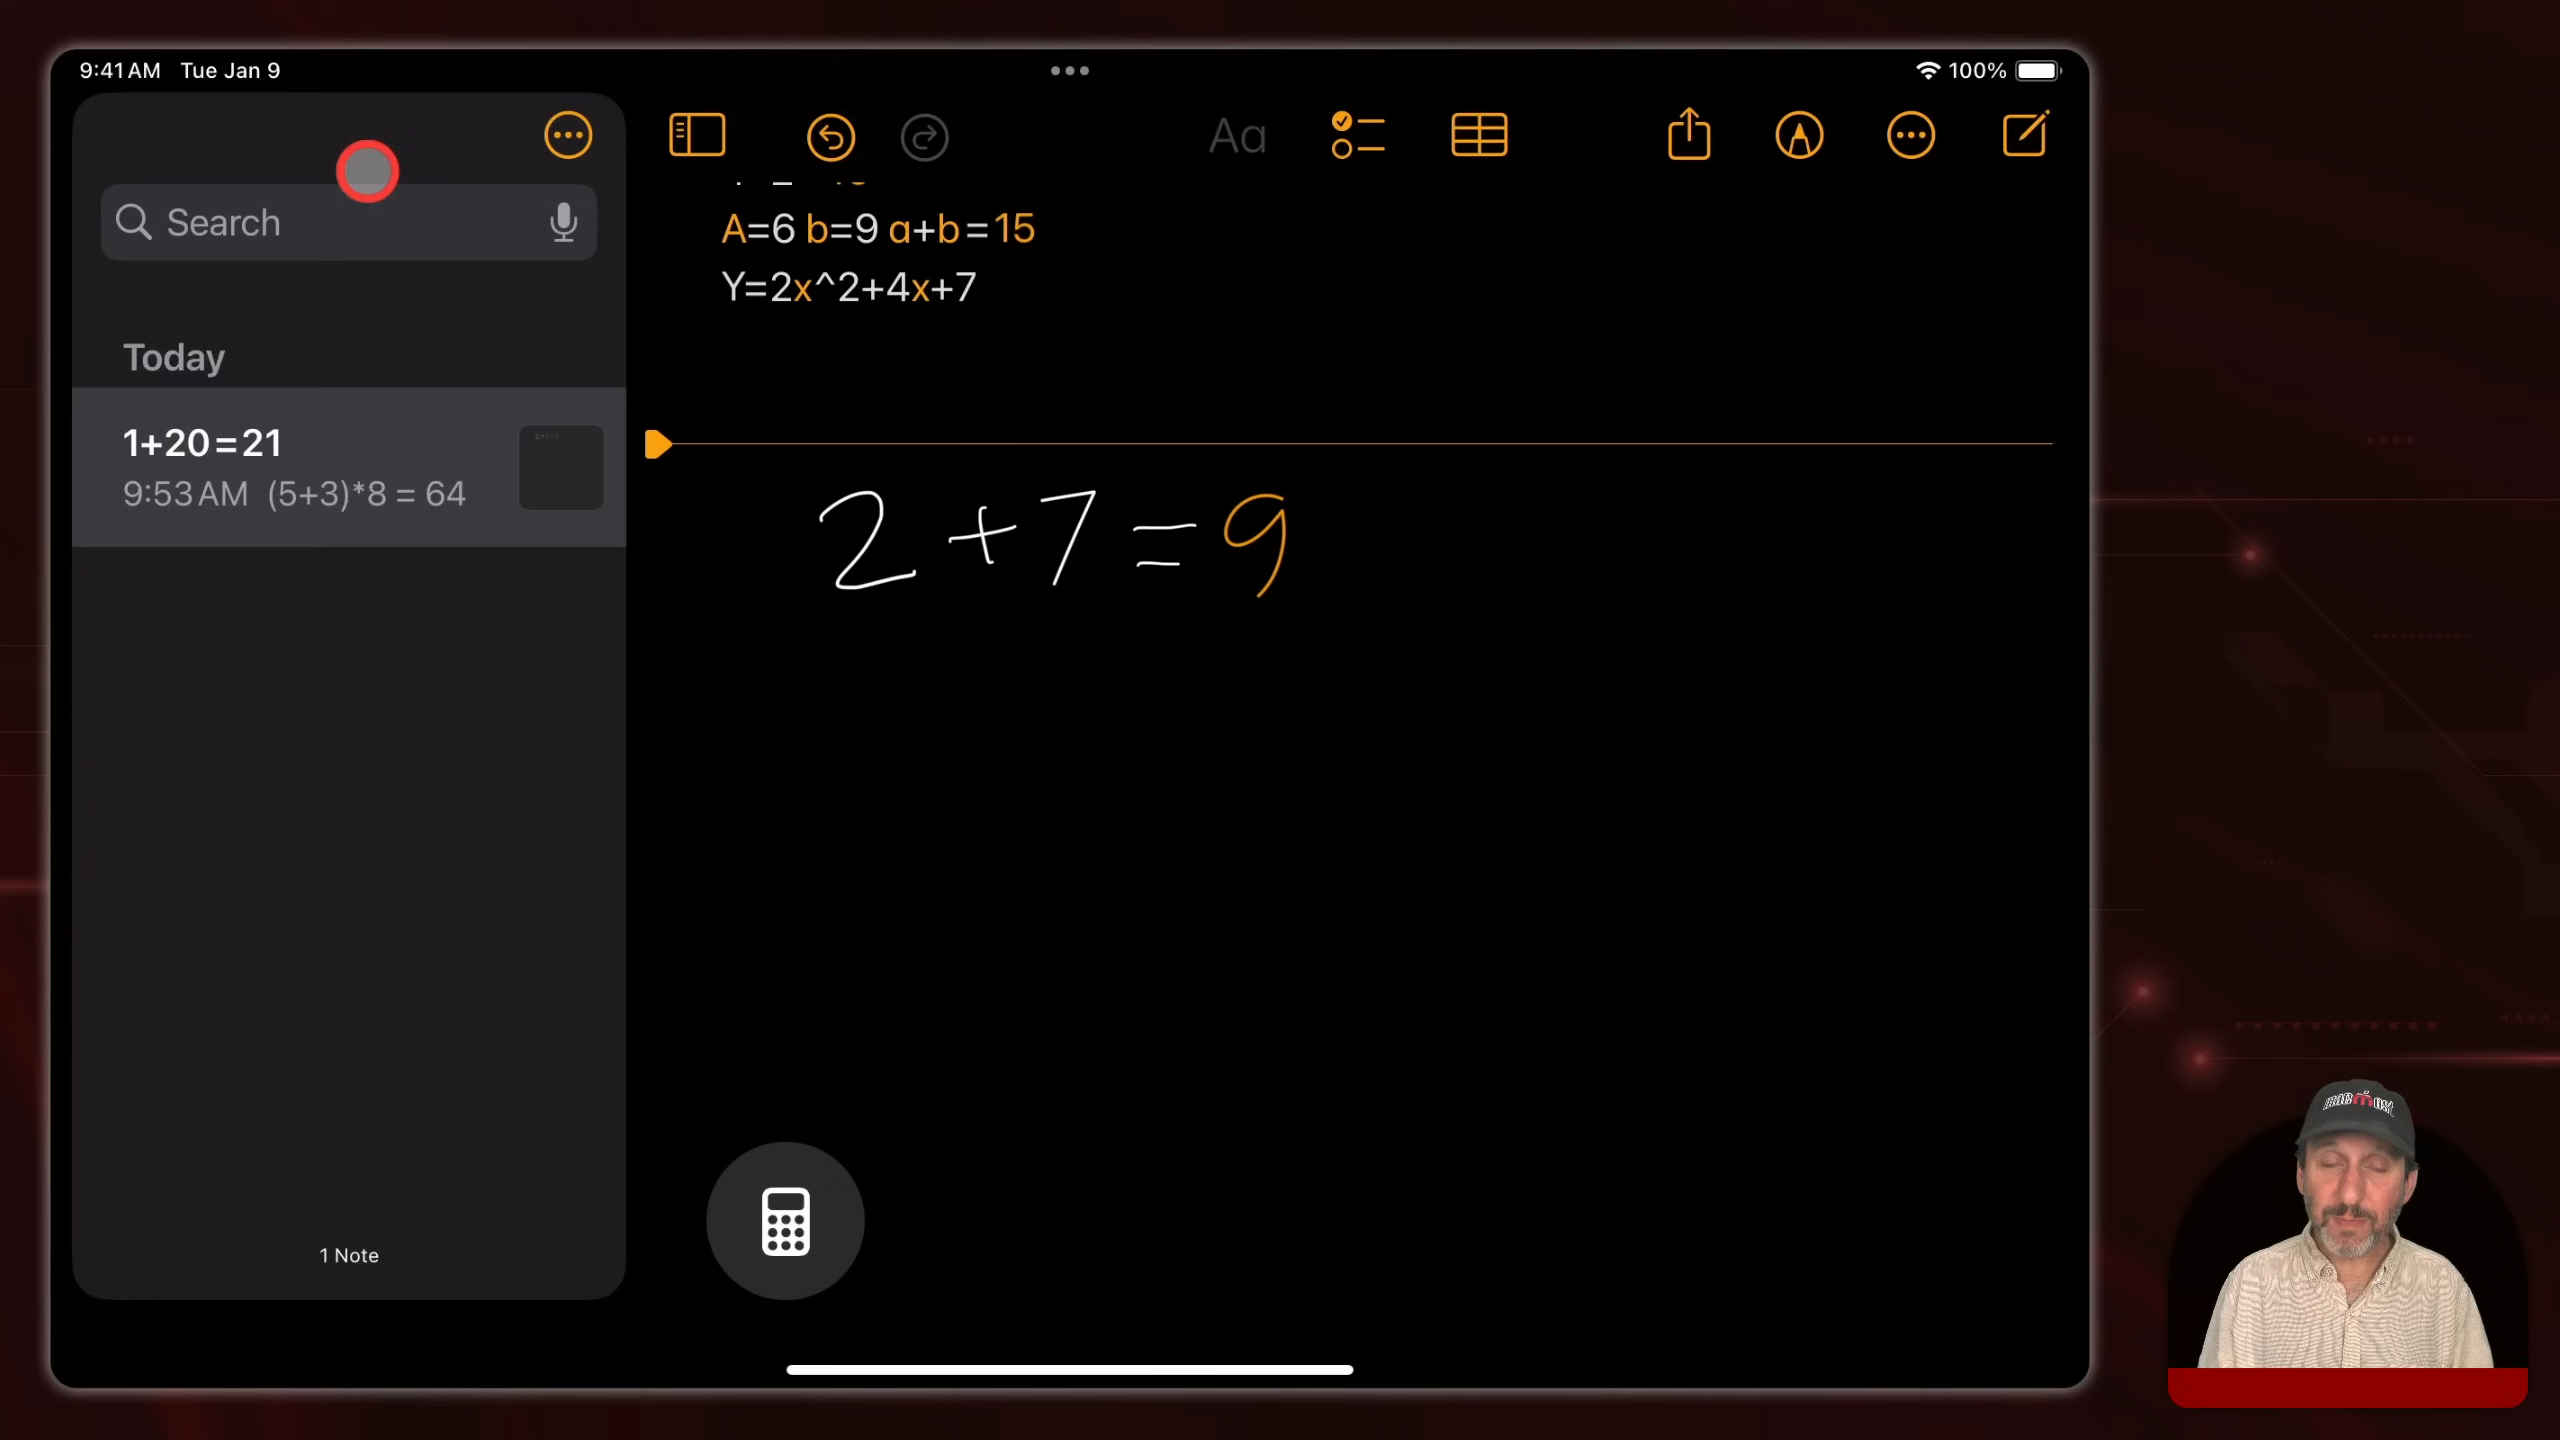 9:41 AM Tue Jan 9
100%
Aa
Search
A=6 b=9 a+b=15
Y=2x^2+4x+7
Today
1+20=21
9:53 AM (5+3)*8 = 64
2+7=9
1 Note